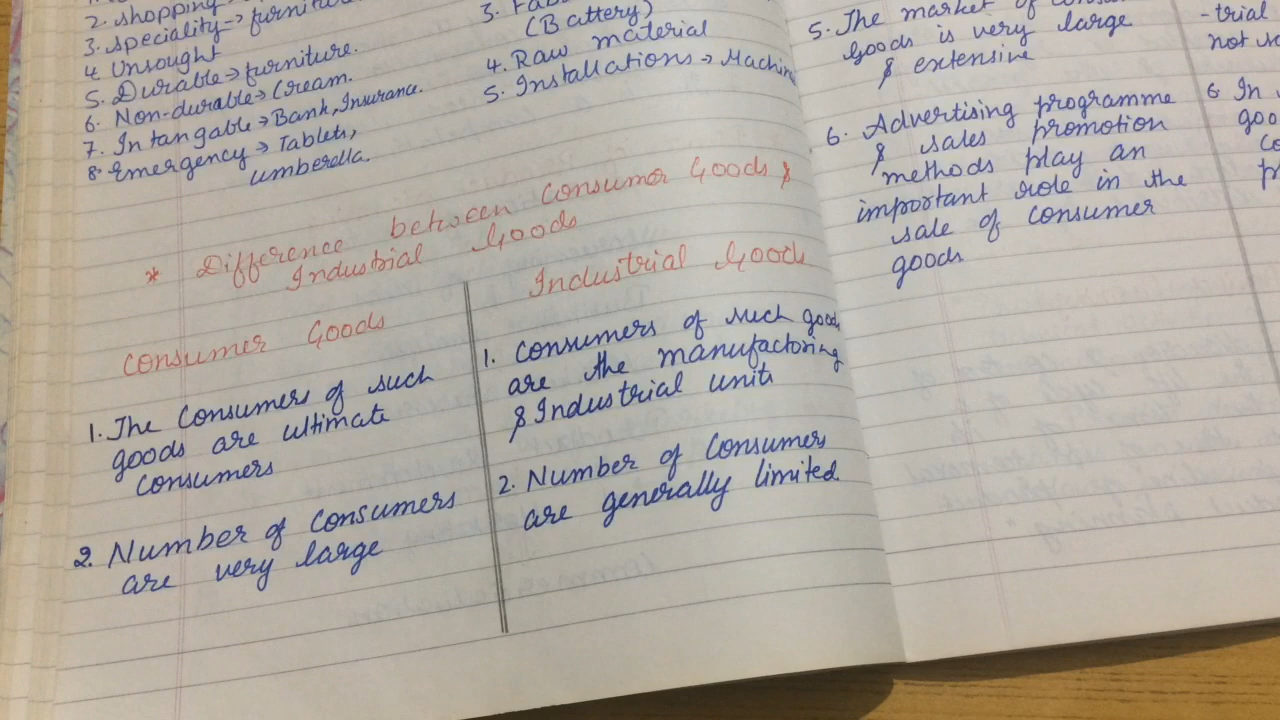 2. shopping
3. speciality → furnitu
4. Unsought
5. Durable → furniture.
6. Non-durable → Cream.
7. Intangable → Bank, Insurance.
8. Emergency → Tablets,
umberella.
3.
(Battery)
4. Raw material
5. Installations → Machin
* Difference between Consumer Goods &
Industrial Goods
Consumer Goods
1. The Consumers of such
goods are ultimate
consumers
2. Number of Consumers
are very large
Industrial Goods
1. Consumers of such goods
are the manufactoring
& Industrial units
2. Number of Consumers
are generally limited
5. The market of
Goods is very large
& extensive
6. Advertising programme
& sales promotion
methods play an
important role in the
sale of Consumer
goods
-trial
not
6 In
goo